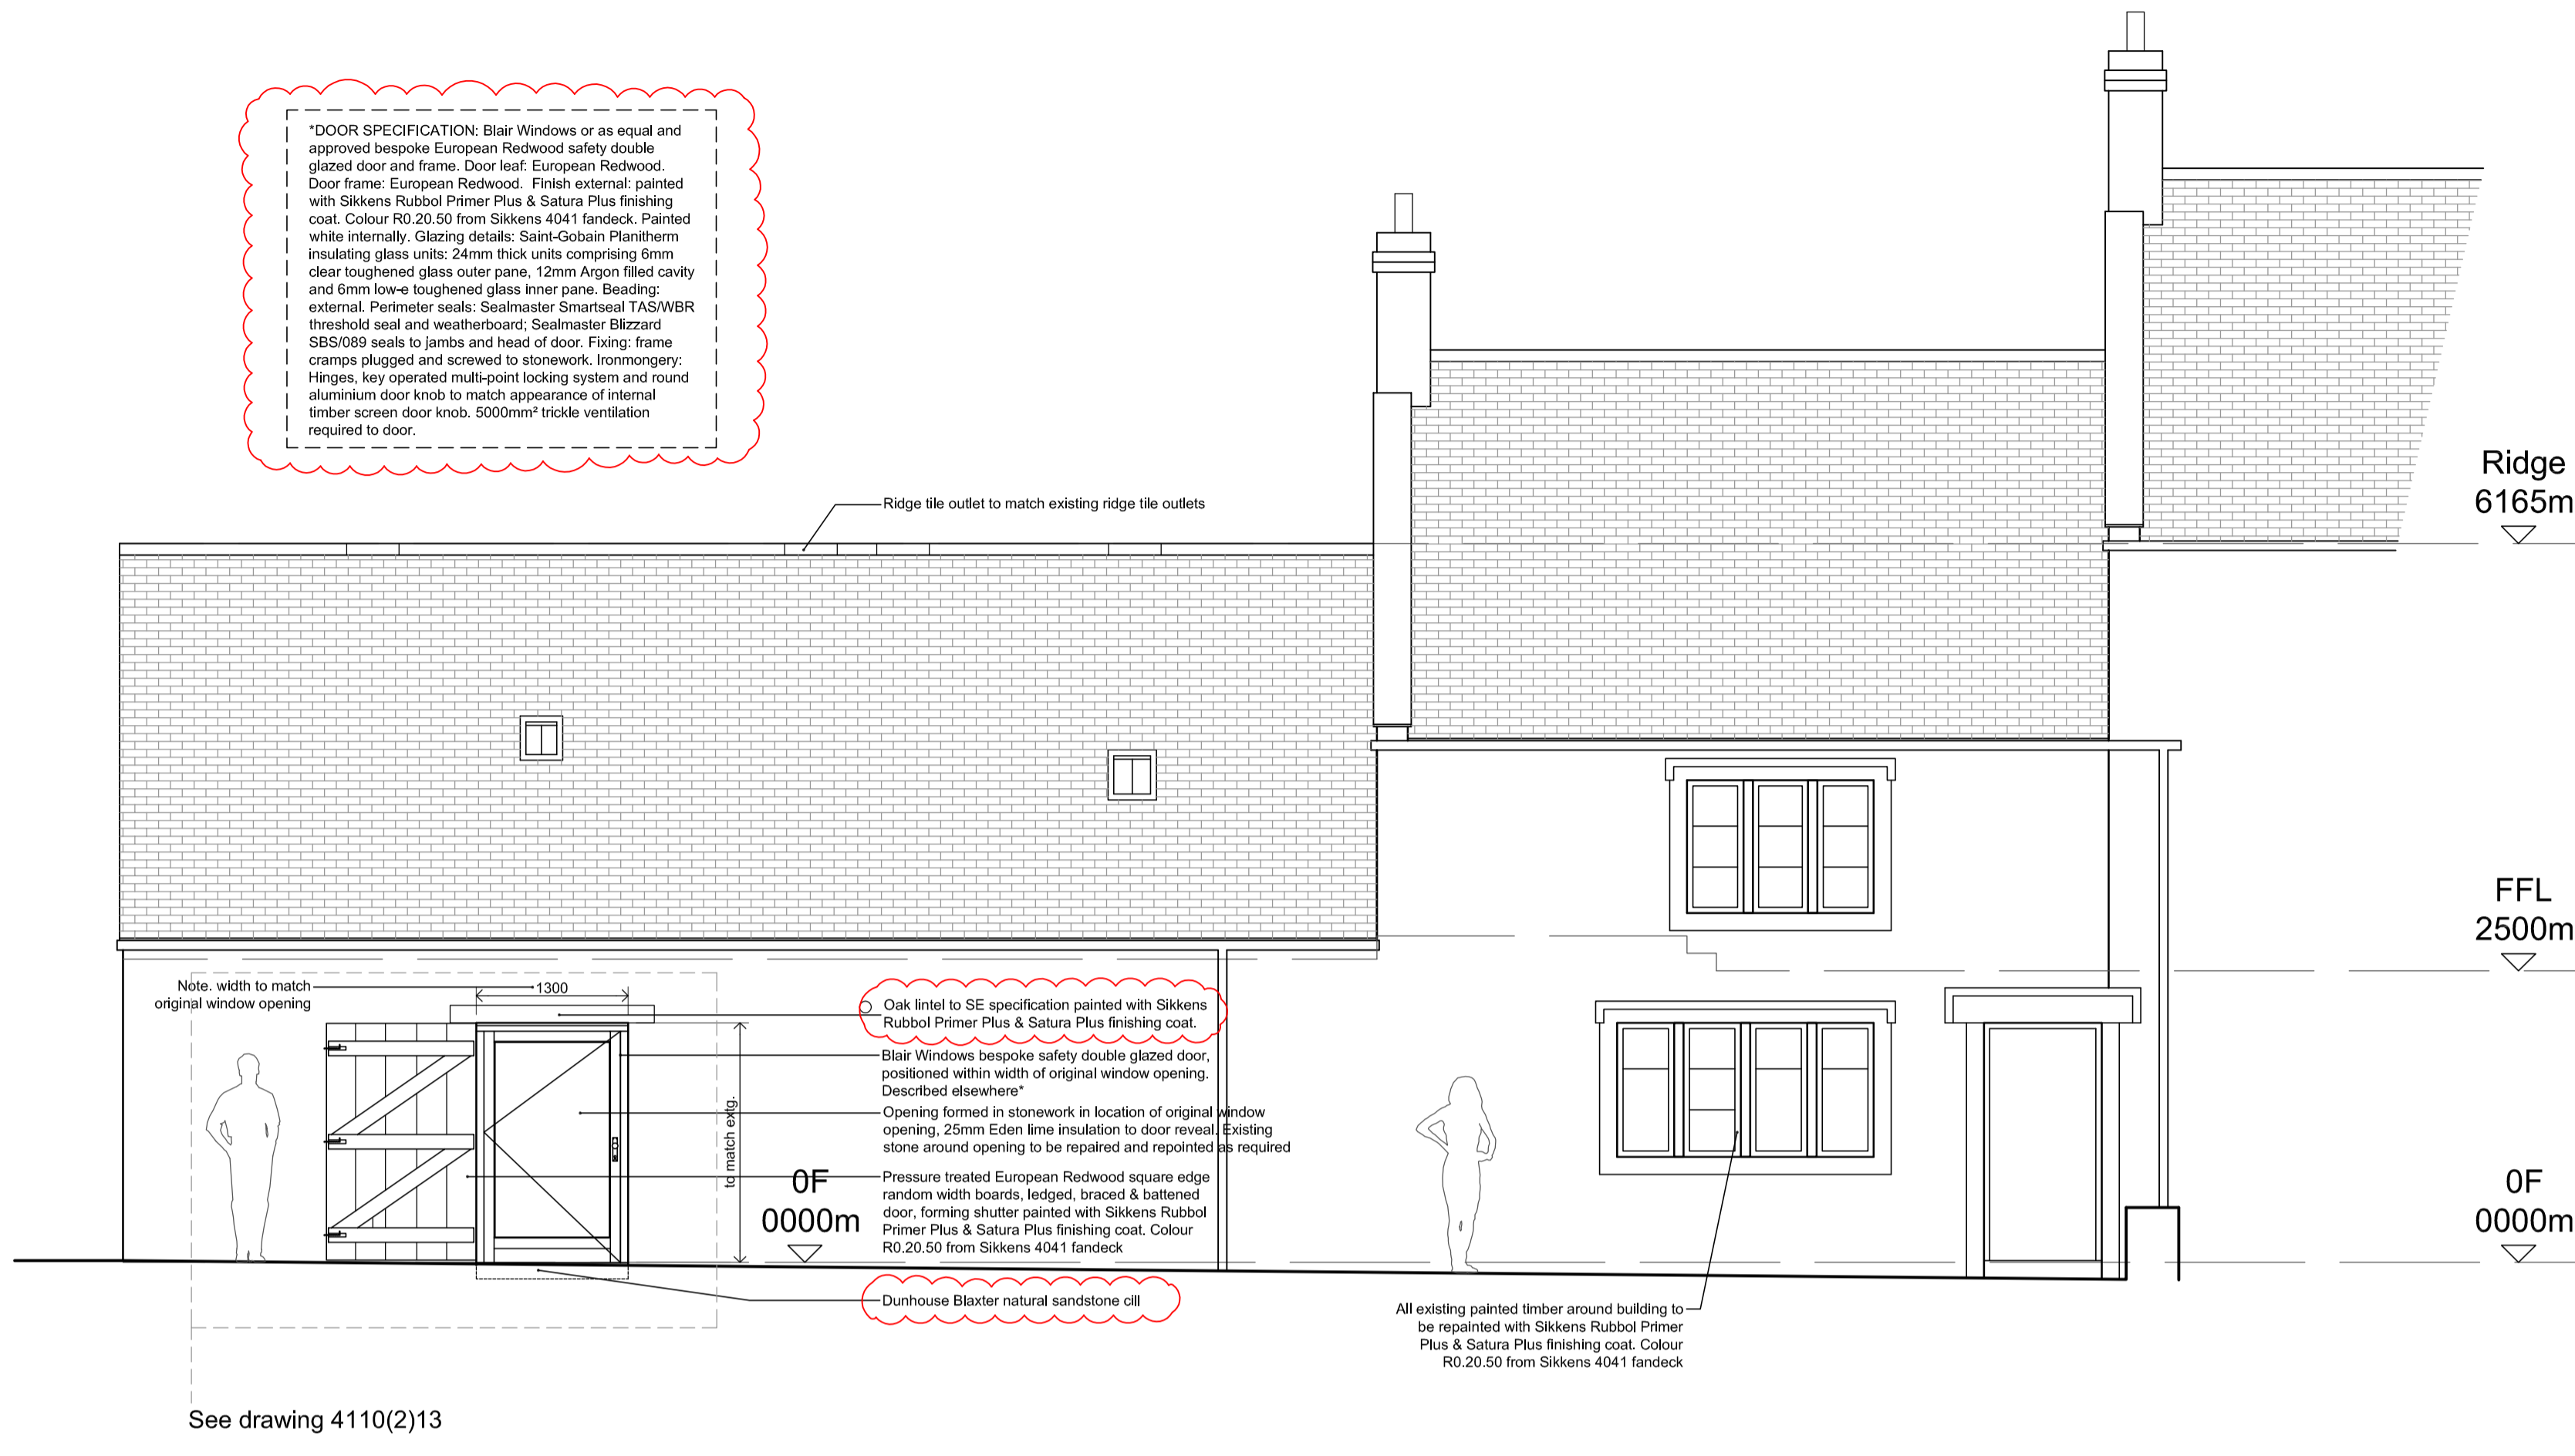 *DOOR SPECIFICATION: Blair Windows or as equal and
approved bespoke European Redwood safety double
glazed door and frame. Door leaf: European Redwood.
Door frame: European Redwood.  Finish external: painted
with Sikkens Rubbol Primer Plus & Satura Plus finishing
coat. Colour R0.20.50 from Sikkens 4041 fandeck. Painted
white internally. Glazing details: Saint-Gobain Planitherm
insulating glass units: 24mm thick units comprising 6mm
clear toughened glass outer pane, 12mm Argon filled cavity
and 6mm low-e toughened glass inner pane. Beading:
external. Perimeter seals: Sealmaster Smartseal TAS/WBR
threshold seal and weatherboard; Sealmaster Blizzard
SBS/089 seals to jambs and head of door. Fixing: frame
cramps plugged and screwed to stonework. Ironmongery:
Hinges, key operated multi-point locking system and round
aluminium door knob to match appearance of internal
timber screen door knob. 5000mm² trickle ventilation
required to door.
Ridge
6165m
Ridge tile outlet to match existing ridge tile outlets
FFL
2500m
Note. width to match
original window opening
1300
Oak lintel to SE specification painted with Sikkens
Rubbol Primer Plus & Satura Plus finishing coat.
Blair Windows bespoke safety double glazed door,
positioned within width of original window opening.
Described elsewhere*
Opening formed in stonework in location of original window
opening, 25mm Eden lime insulation to door reveal. Existing
stone around opening to be repaired and repointed as required
to match extg.
0F
0000m
Pressure treated European Redwood square edge
random width boards, ledged, braced & battened
door, forming shutter painted with Sikkens Rubbol
Primer Plus & Satura Plus finishing coat. Colour
R0.20.50 from Sikkens 4041 fandeck
0F
0000m
Dunhouse Blaxter natural sandstone cill
All existing painted timber around building to
be repainted with Sikkens Rubbol Primer
Plus & Satura Plus finishing coat. Colour
R0.20.50 from Sikkens 4041 fandeck
See drawing 4110(2)13